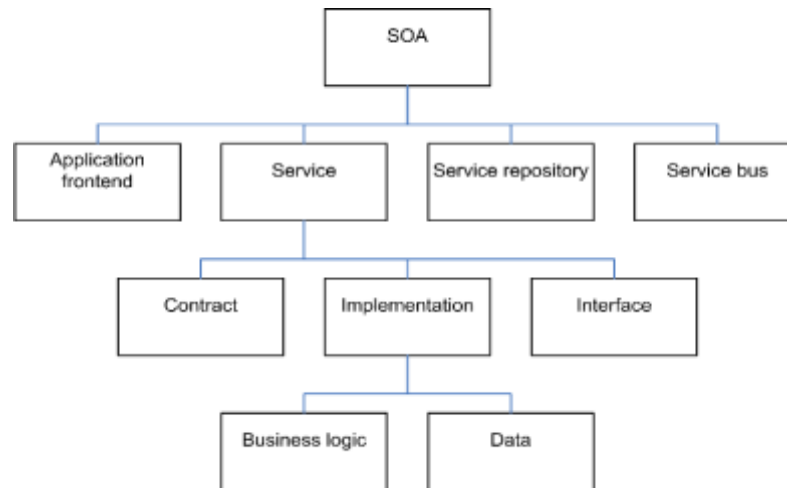 SOA
Application
frontend
Service
Service repository
Service bus
Contract
Implementation
Interface
Business logic
Data